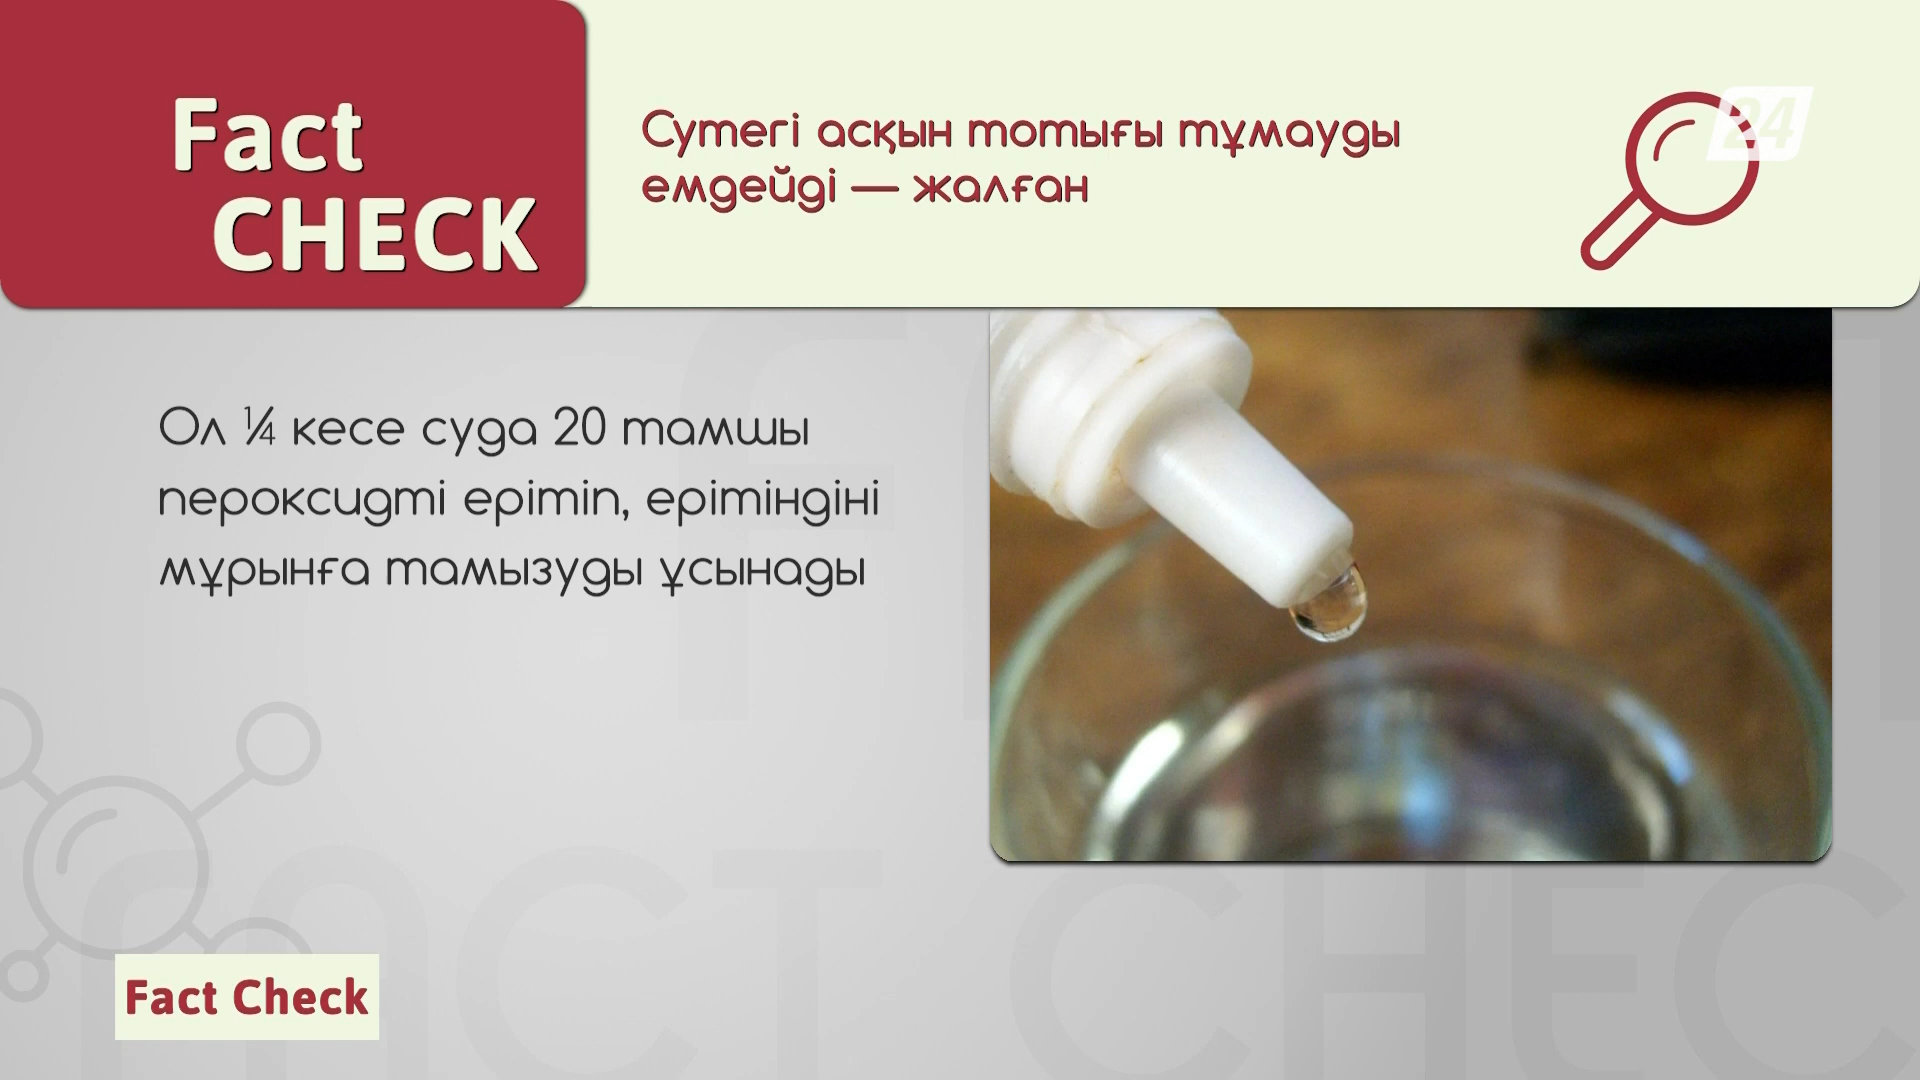 Fact
CHECK
Сутегі асқын тотығы тұмауды
емдейді — жалған
24
Ол ¼ кесе суда 20 тамшы
пероксидті ерітіп, ерітіндіні
мұрынға тамызуды ұсынады
Fact Check